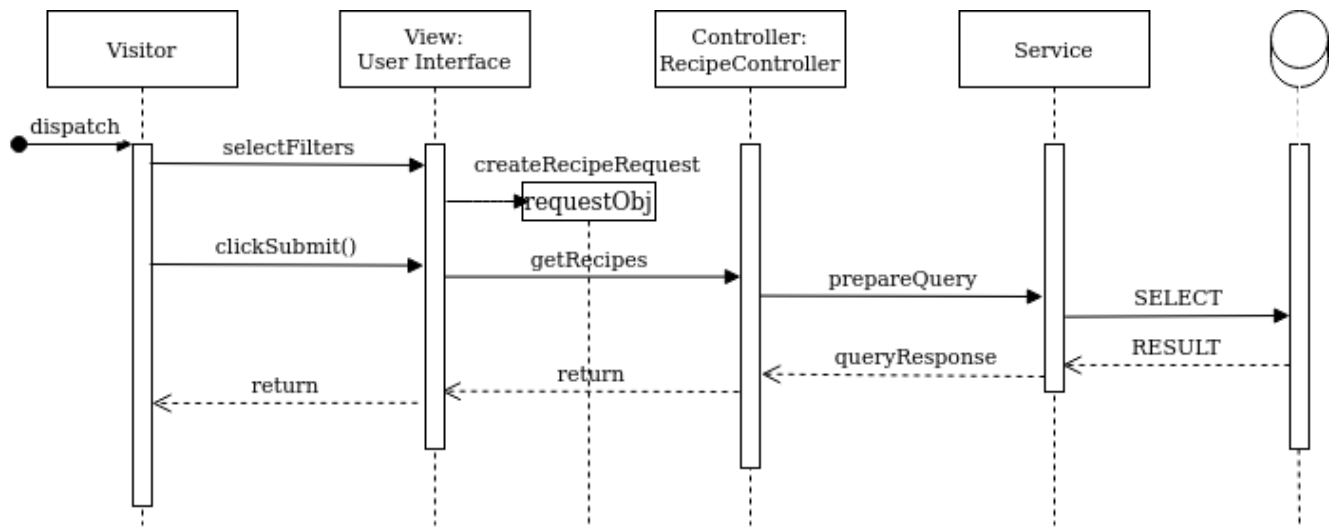 Visitor
View:
User Interface
Controller:
RecipeController
Service
dispatch
selectFilters
createRecipeRequest
requestObj
clickSubmit()
getRecipes
prepareQuery
SELECT
RESULT
queryResponse
return
return